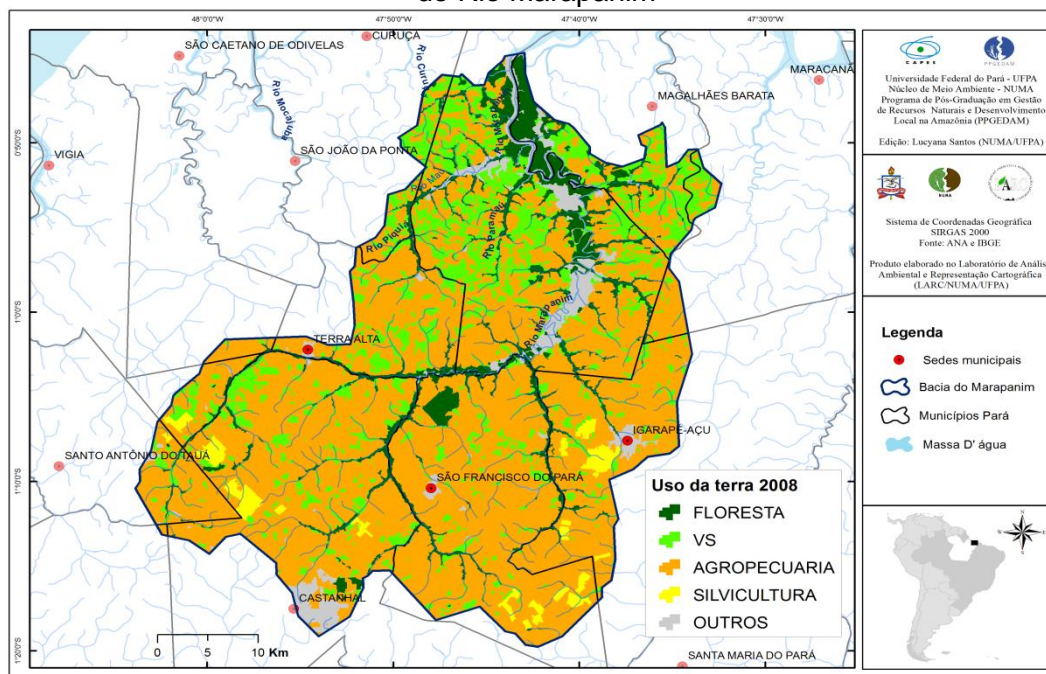 do Rio Marapanim
48°0'0"O
47°50'0"O
47°40'0"O
47°30'0"O
0°50'0"S
1°0'0"S
1°10'0"S
1°20'0"S
CURUÇA
SÃO CAETANO DE ODIVELAS
MARACANÃ
MAGALHÃES BARATA
Rio Mocajuba
VIGIA
SÃO JOÃO DA PONTA
Rio Paramau
Rio Marapanim
TERRA ALTA
IGARAPÉ-AÇU
SANTO ANTÔNIO DO TAUÁ
SÃO FRANCISCO DO PARÁ
CASTANHAL
SANTA MARIA DO PARÁ
0 5 10 Km
Uso da terra 2008
FLORESTA
VS
AGROPECUARIA
SILVICULTURA
OUTROS
CAPES
PPGEDAM
Universidade Federal do Pará - UFPA
Núcleo de Meio Ambiente - NUMA
Programa de Pós-Graduação em Gestão
de Recursos Naturais e Desenvolvimento
Local na Amazônia (PPGEDAM)
Edição: Lucyana Santos (NUMA/UFPA)
NUMA
Sistema de Coordenadas Geográfica
SIRGAS 2000
Fonte: ANA e IBGE
Produto elaborado no Laboratório de Anális
Ambiental e Representação Cartográfica
(LARC/NUMA/UFPA)
Legenda
Sedes municipais
Bacia do Marapanim
Municípios Pará
Massa D' água
N